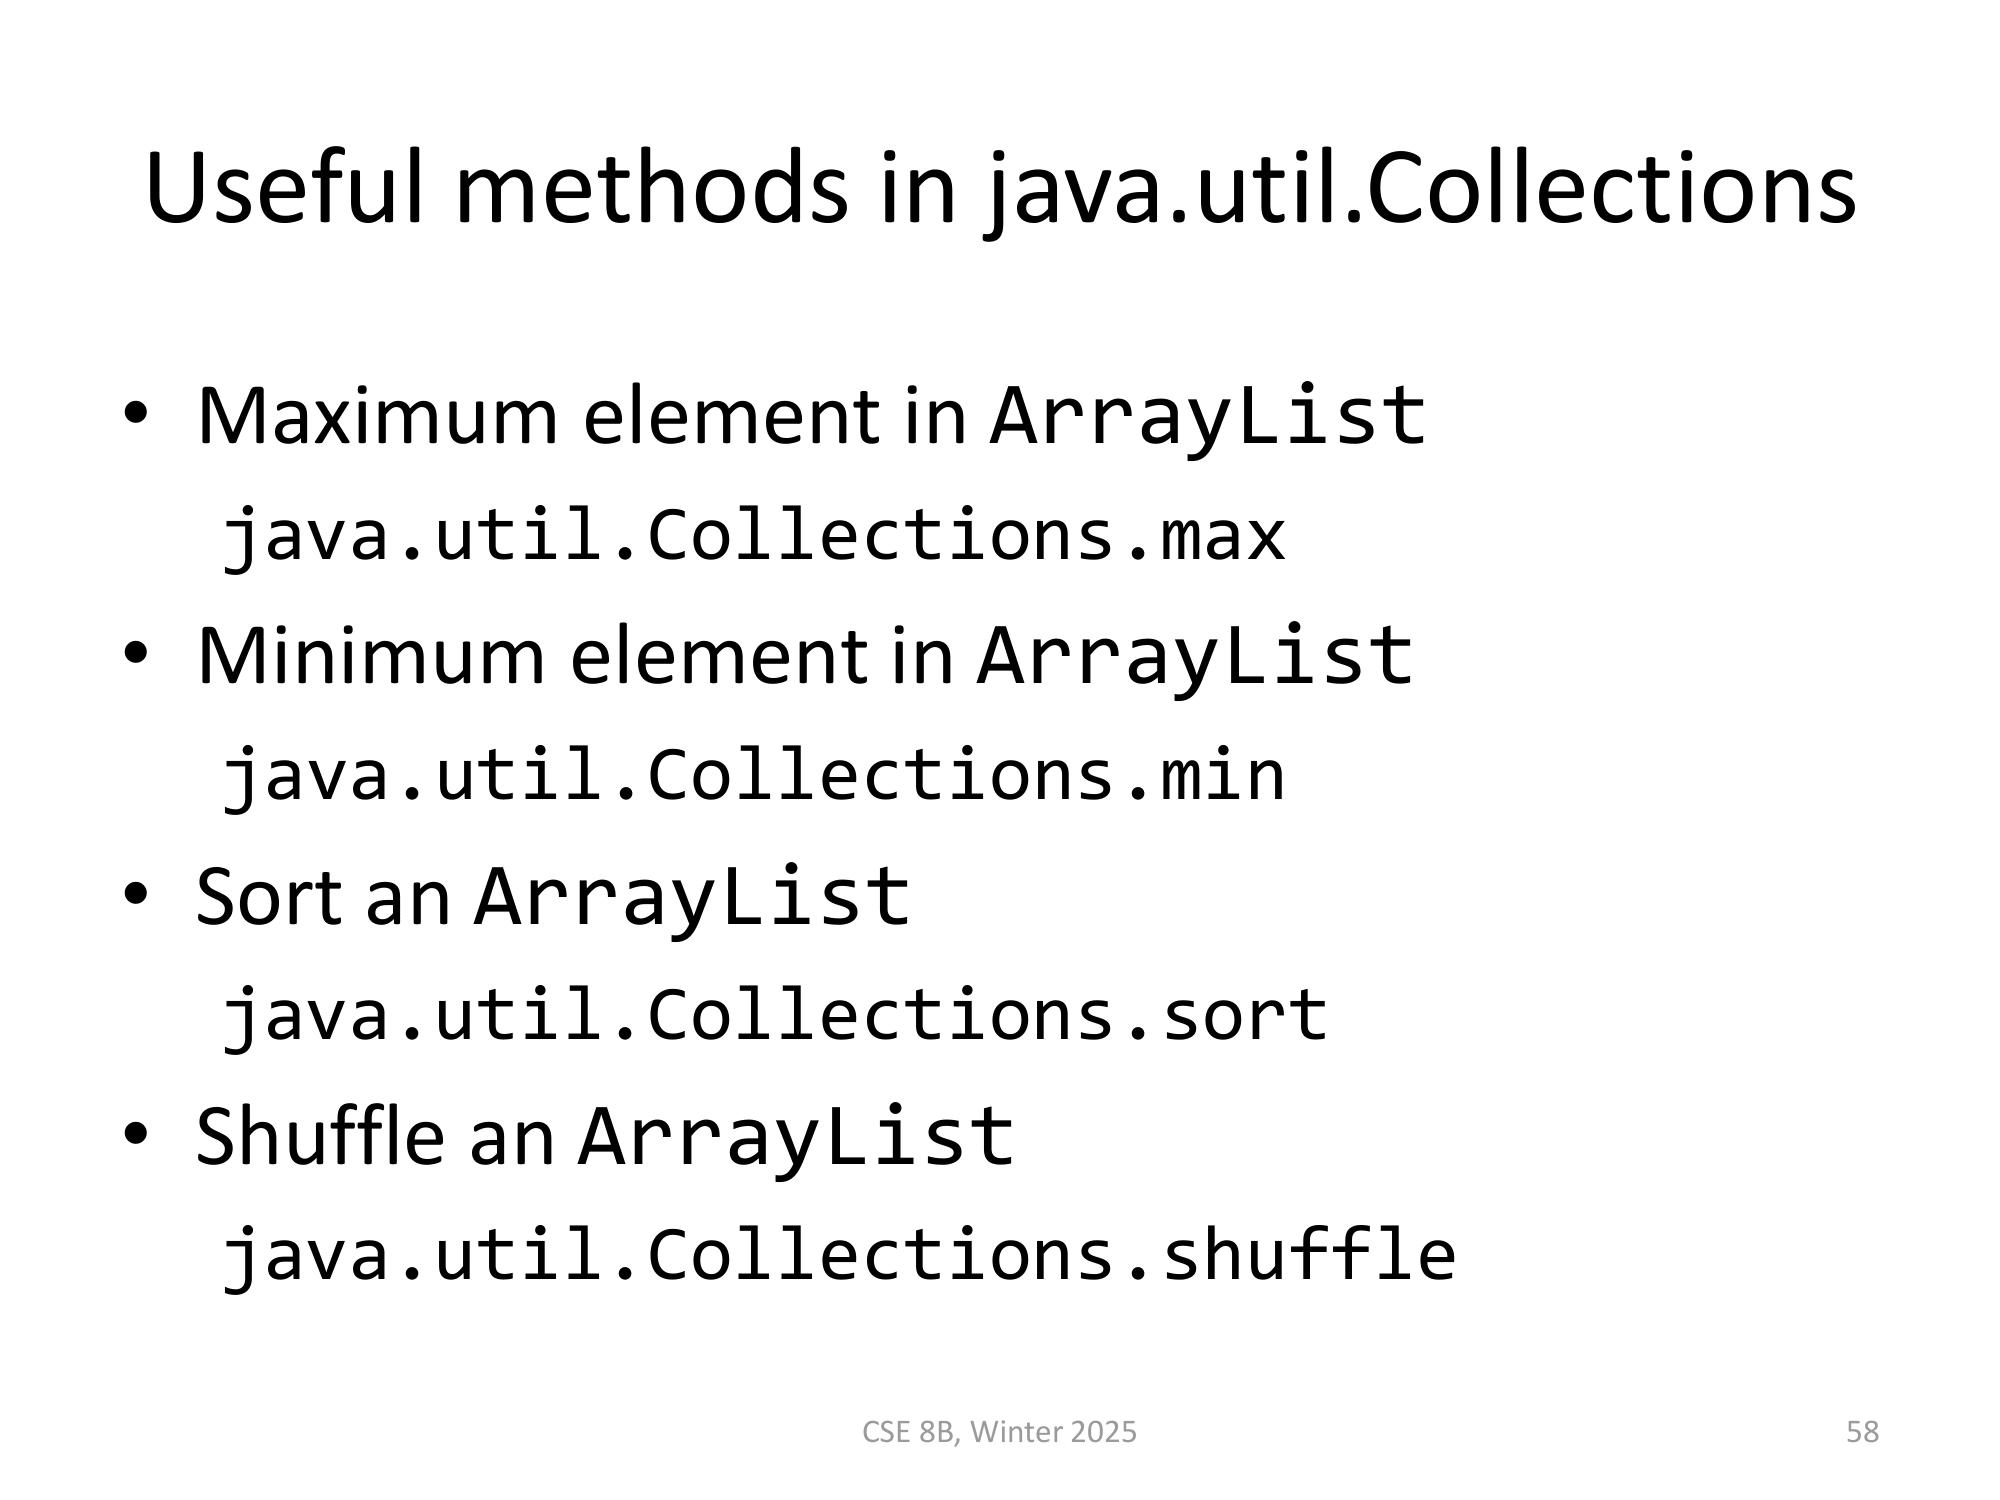 Useful methods in java.util.Collections
• Maximum element in ArrayList
java.util.Collections.max
• Minimum element in ArrayList
java.util.Collections.min
• Sort an ArrayList
java.util.Collections.sort
• Shuffle an ArrayList
java.util.Collections.shuffle
CSE 8B, Winter 2025
58